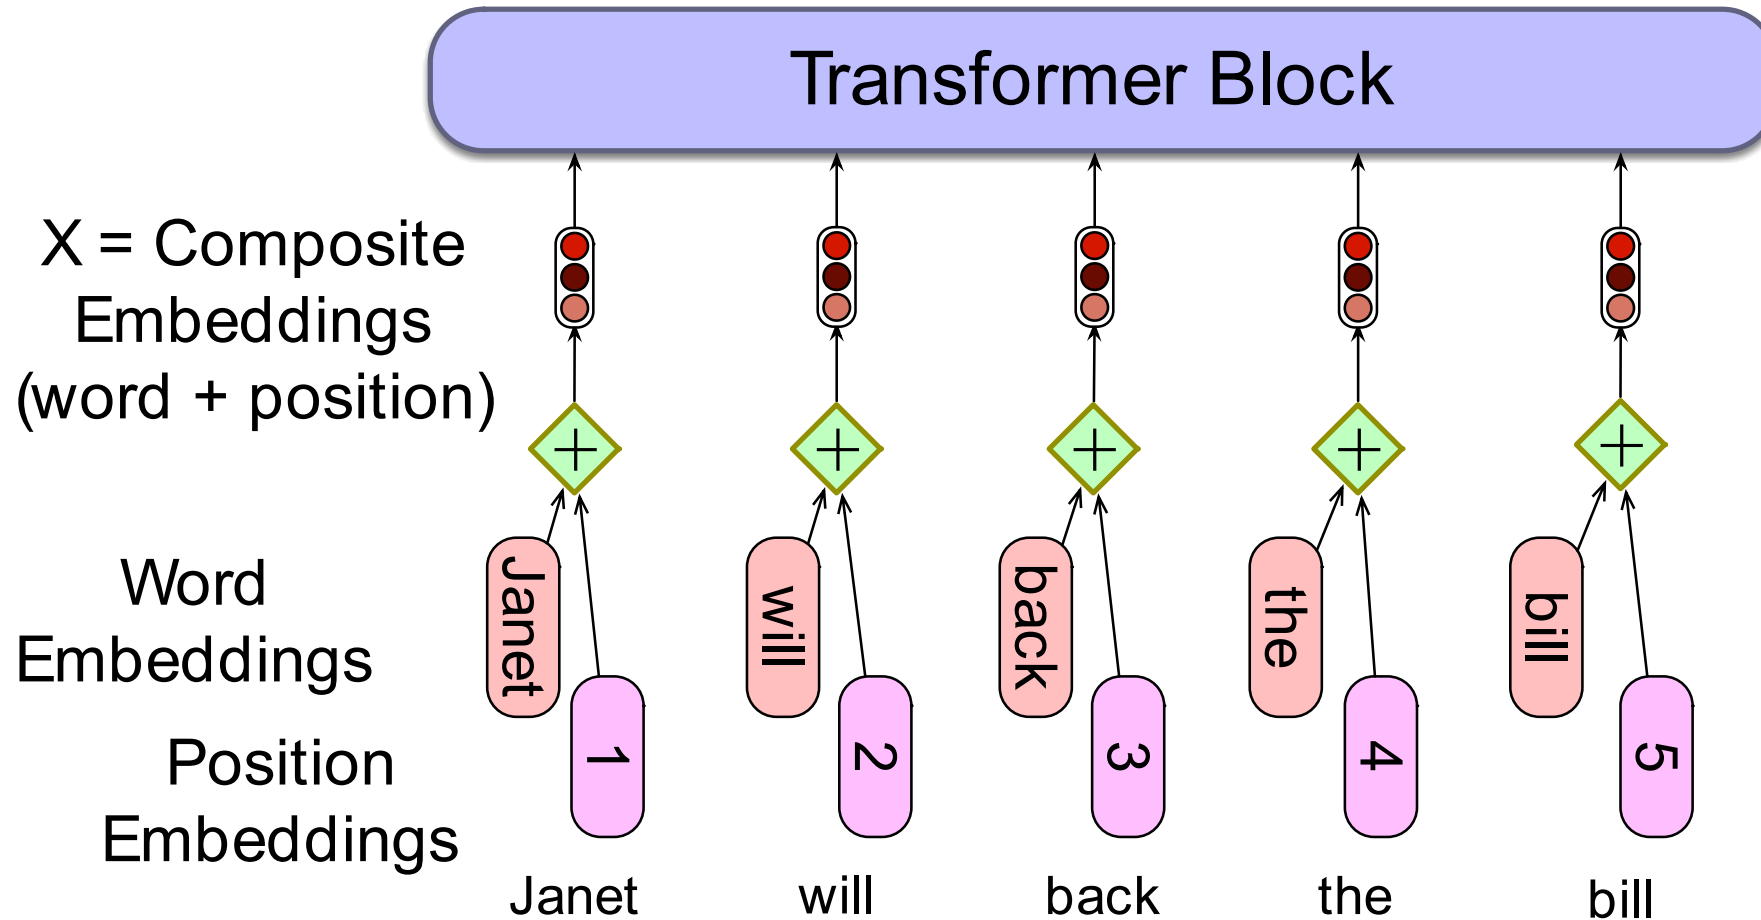 Transformer Block
X = Composite
Embeddings
(word + position)
+ + + + +
Word
Embeddings
Janet will back the bill
Position
Embeddings
1 2 3 4 5
Janet will back the bill